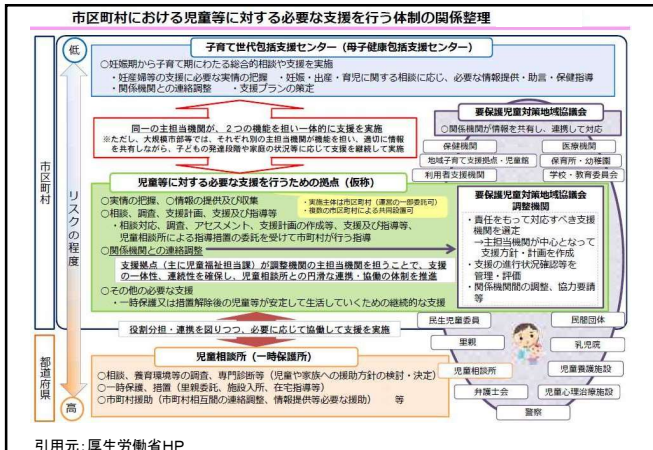 市区町村における児童等に対する必要な支援を行う体制の関係整理
市区町村
都道府県
低
リスクの程度
高
子育て世代包括支援センター（母子健康包括支援センター）
○妊娠期から子育て期にわたる総合的相談や支援を実施
・妊産婦等の支援に必要な実情の把握　・妊娠・出産・育児に関する相談に応じ、必要な情報提供・助言・保健指導
・関係機関との連絡調整　・支援プランの策定
同一の主担当機関が、２つの機能を担い一体的に支援を実施
※ただし、大規模市部等では、それぞれ別の主担当機関が機能を担い、適切に情報
を共有しながら、子どもの発達段階や家庭の状況等に応じて支援を継続して実施
児童等に対する必要な支援を行うための拠点（仮称）
○実情の把握、○情報の提供及び収集
○相談、調査、支援計画、支援及び指導等
・相談対応、調査、アセスメント、支援計画の作成等、支援及び指導等、
児童相談所による指導措置の委託を受けて市町村が行う指導
・実施主体は市区町村（運営の一部委託可）
・複数の市区町村による共同設置可
○関係機関との連絡調整
支援拠点（主に児童福祉担当課）が調整機関の主担当機関を担うことで、支援
の一体性、連続性を確保し、児童相談所との円滑な連携・協働の体制を推進
○その他の必要な支援
・一時保護又は措置解除後の児童等が安定して生活していくための継続的な支援
役割分担・連携を図りつつ、必要に応じて協働して支援を実施
児童相談所（一時保護所）
○相談、養育環境等の調査、専門診断等（児童や家族への援助方針の検討・決定）
○一時保護、措置（里親委託、施設入所、在宅指導等）
○市町村援助（市町村相互間の連絡調整、情報提供等必要な援助）　等
要保護児童対策地域協議会
○関係機関が情報を共有し、連携して対応
保健機関
医療機関
地域子育て支援拠点・児童館
保育所・幼稚園
利用者支援機関
学校・教育委員会
要保護児童対策地域協議会
調整機関
・責任をもって対応すべき支援
機関を選定
→主担当機関が中心となって
支援方針・計画を作成
・支援の進行状況確認等を
管理・評価
・関係機関間の調整、協力要請
等
民生児童委員
民間団体
里親
乳児院
児童相談所
児童養護施設
弁護士会
児童心理治療施設
警察
引用元：厚生労働省HP